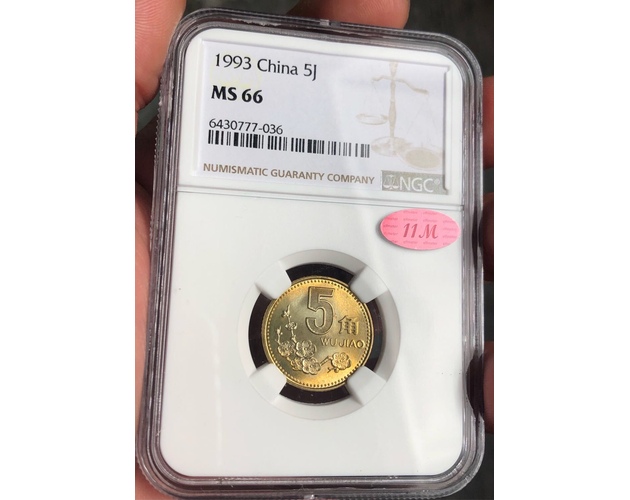 1993 China 5J
MS 66
6430777-036
NUMISMATIC GUARANTY COMPANY
NGC®
11M
5角
WU JIAO